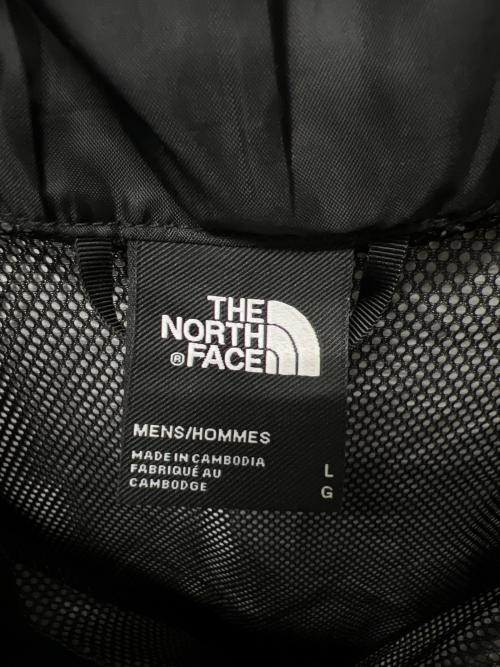 THE
NORTH
® FACE
MENS/HOMMES
MADE IN CAMBODIA
FABRIQUÉ AU
CAMBODGE
L
G